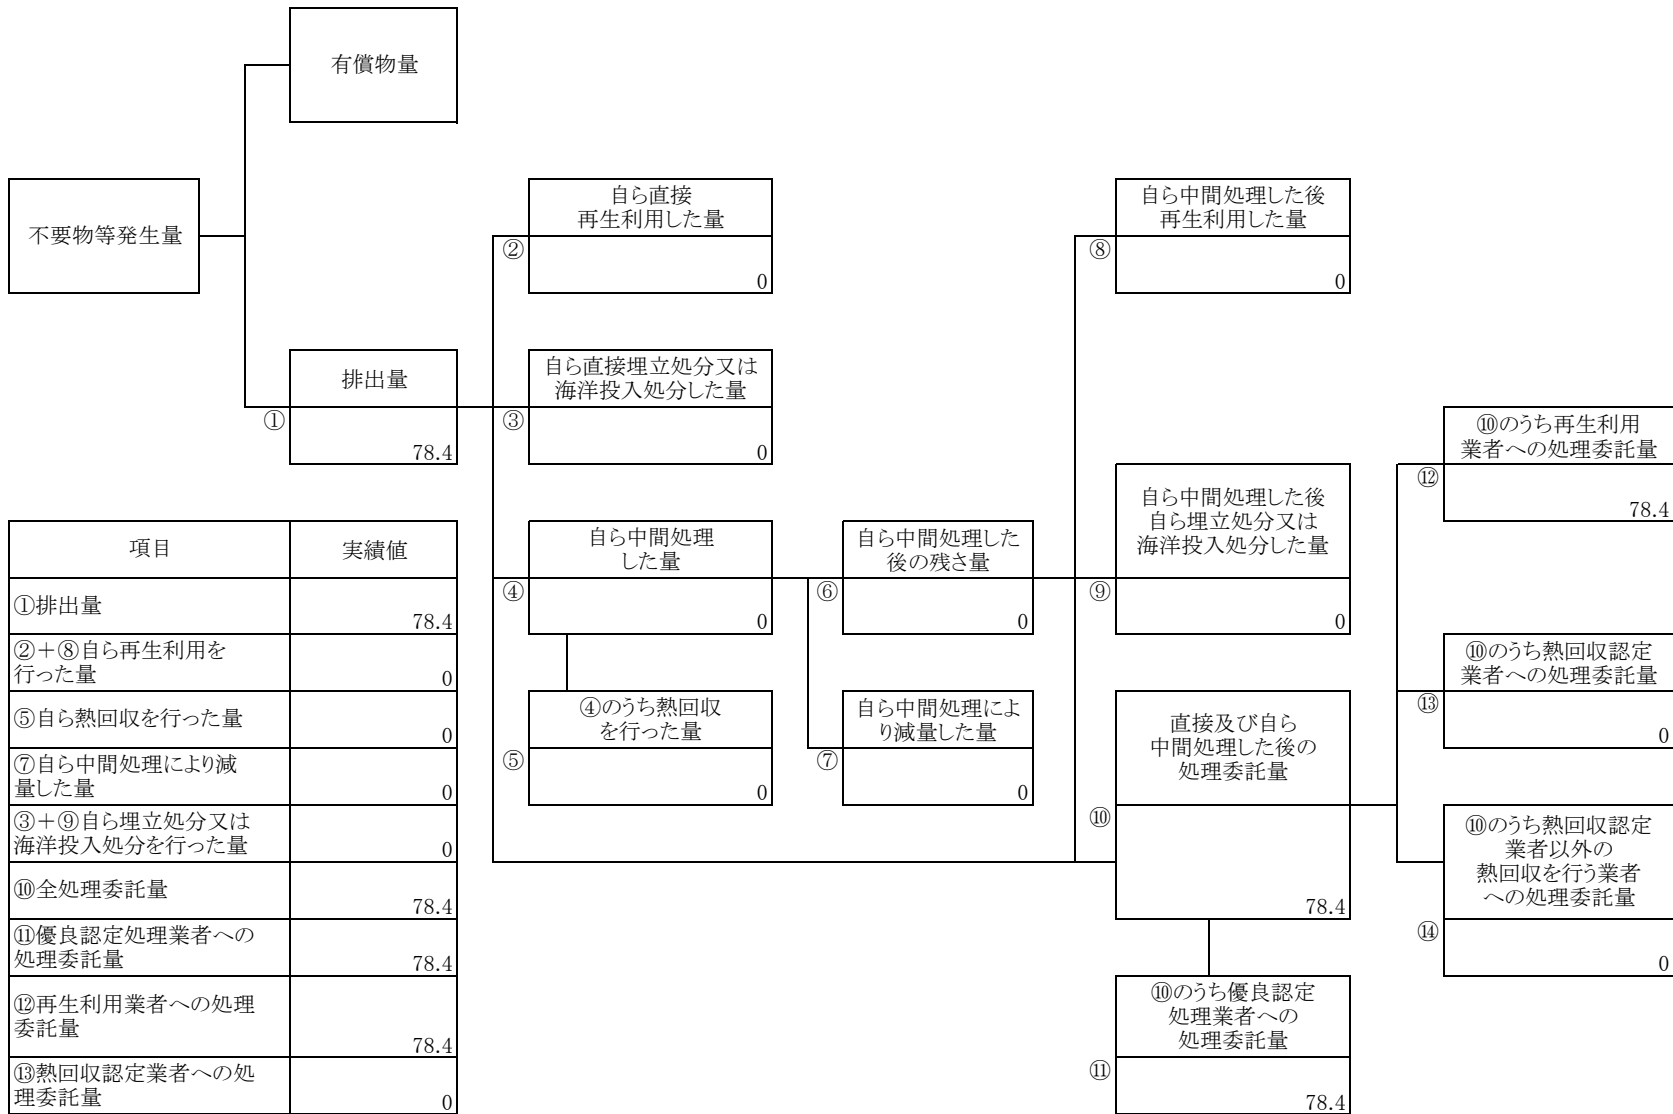 有償物量
不要物等発生量
排出量
①
78.4
自ら直接
再生利用した量
②
0
自ら直接埋立処分又は
海洋投入処分した量
③
0
自ら中間処理
した量
④
0
④のうち熱回収
を行った量
⑤
0
自ら中間処理した
後の残さ量
⑥
0
自ら中間処理によ
り減量した量
⑦
0
自ら中間処理した後
再生利用した量
⑧
0
自ら中間処理した後
自ら埋立処分又は
海洋投入処分した量
⑨
0
直接及び自ら
中間処理した後の
処理委託量
⑩
78.4
⑩のうち優良認定
処理業者への
処理委託量
⑪
78.4
⑩のうち再生利用
業者への処理委託量
⑫
78.4
⑩のうち熱回収認定
業者への処理委託量
⑬
0
⑩のうち熱回収認定
業者以外の
熱回収を行う業者
への処理委託量
⑭
0
項目 実績値
①排出量
78.4
②+⑧自ら再生利用を
行った量
0
⑤自ら熱回収を行った量
0
⑦自ら中間処理により減
量した量
0
③+⑨自ら埋立処分又は
海洋投入処分を行った量
0
⑩全処理委託量
78.4
⑪優良認定処理業者への
処理委託量
78.4
⑫再生利用業者への処理
委託量
78.4
⑬熱回収認定業者への処
理委託量
0